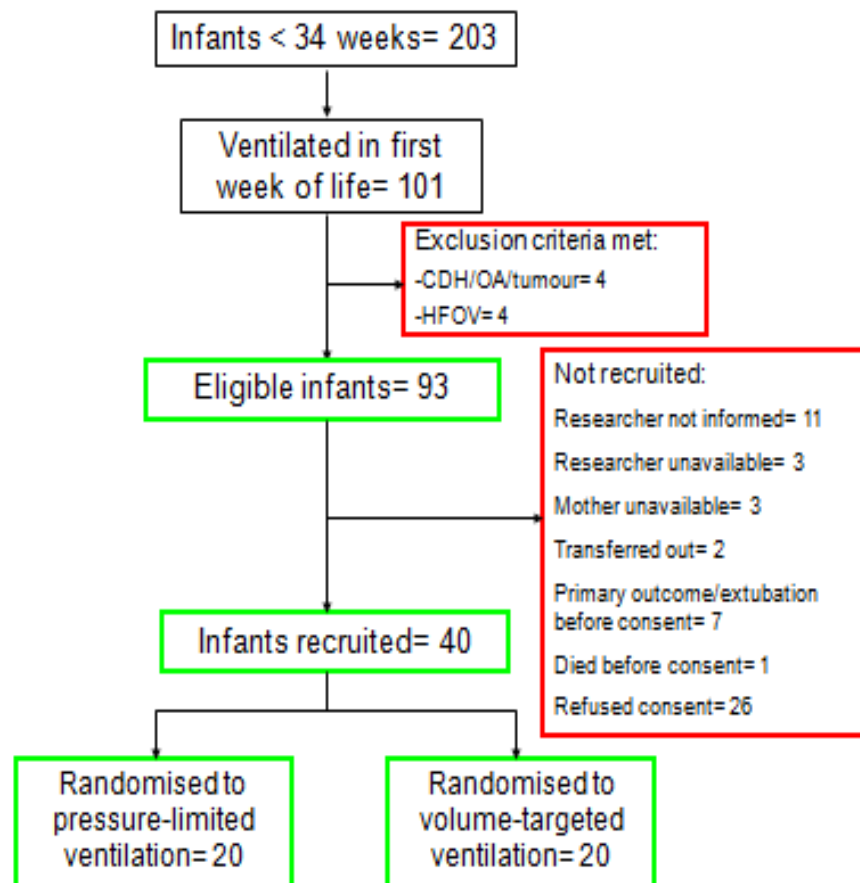 Infants < 34 weeks= 203
Ventilated in first
week of life= 101
Exclusion criteria met:
-CDH/OA/tumour= 4
-HFOV= 4
Eligible infants= 93
Not recruited:
Researcher not informed= 11
Researcher unavailable= 3
Mother unavailable= 3
Transferred out= 2
Primary outcome/extubation
before consent= 7
Died before consent= 1
Refused consent= 26
Infants recruited= 40
Randomised to
pressure-limited
ventilation= 20
Randomised to
volume-targeted
ventilation= 20